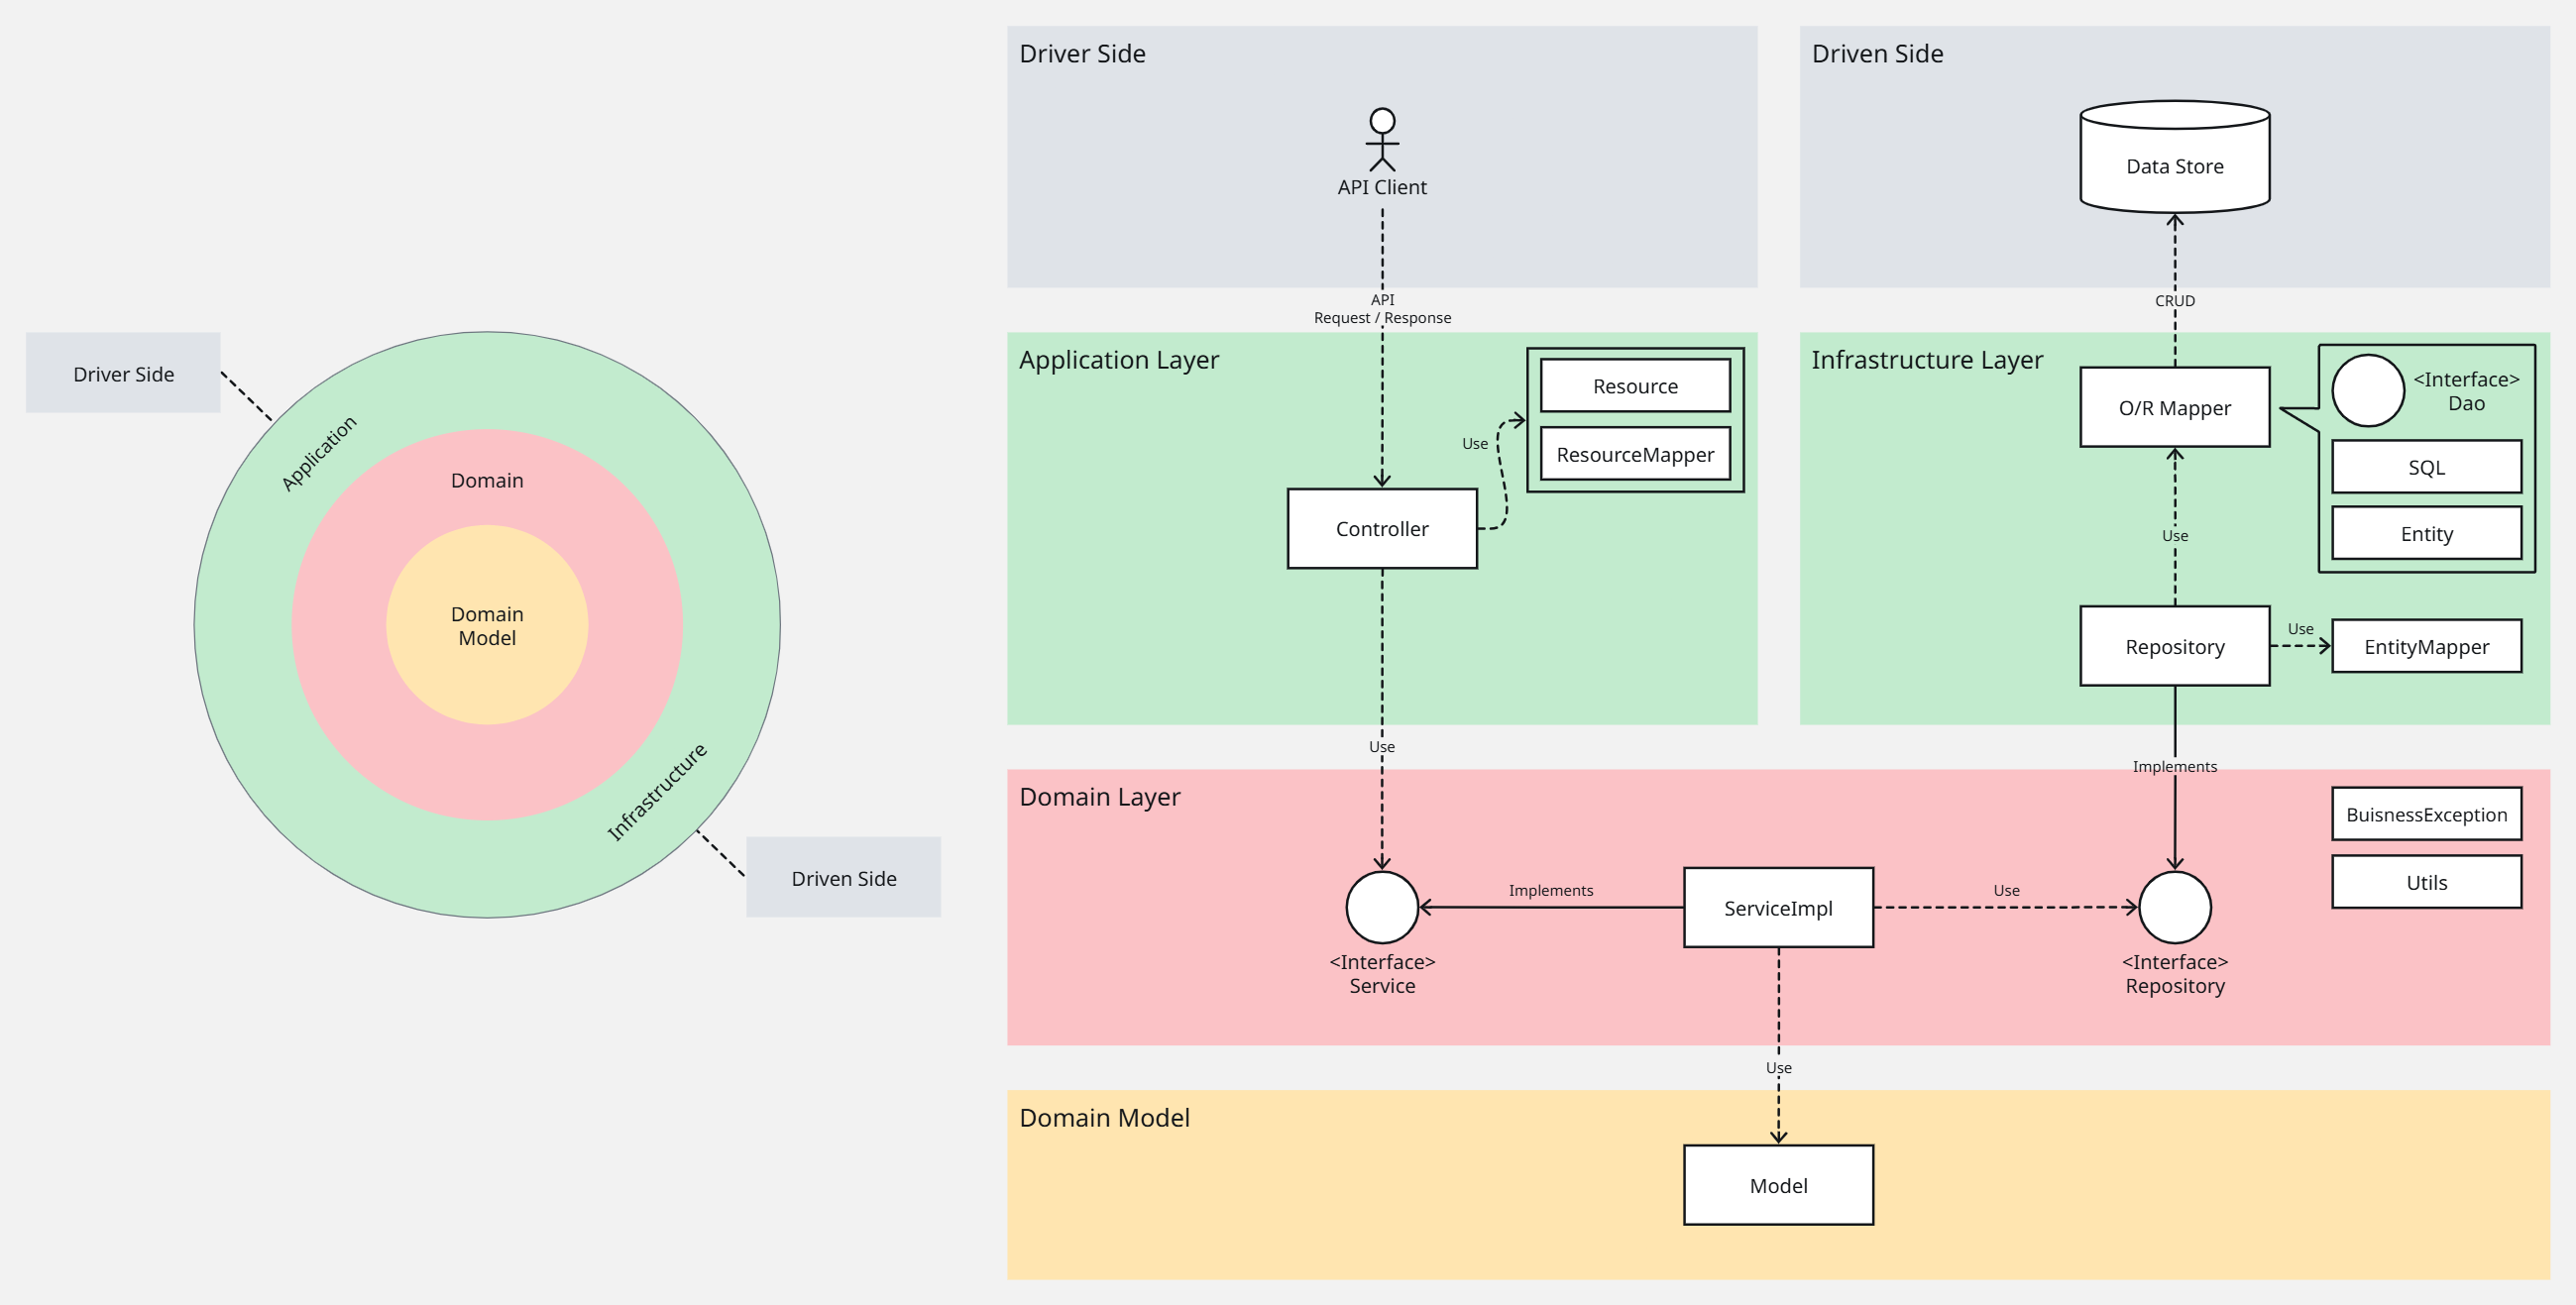 Driver Side
Application
Domain
Domain
Model
Infrastructure
Driven Side
Driver Side
API Client
API
Request / Response
Driven Side
Data Store
CRUD
Application Layer
Resource
ResourceMapper
Use
Controller
Use
Infrastructure Layer
O/R Mapper
<Interface>
Dao
SQL
Entity
Use
Repository
Use
EntityMapper
Implements
Domain Layer
<Interface>
Service
Implements
ServiceImpl
Use
<Interface>
Repository
BuisnessException
Utils
Use
Domain Model
Model